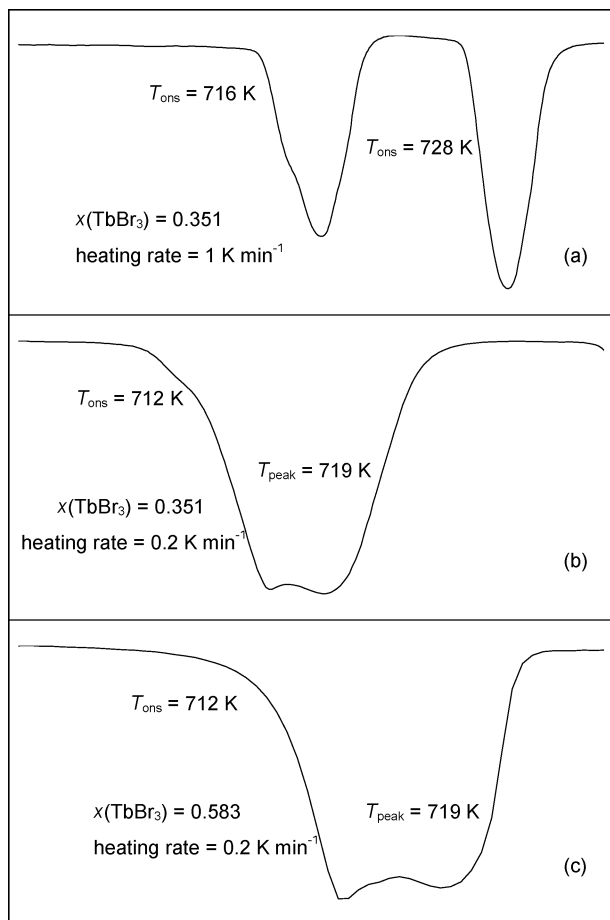 T_ons = 716 K
T_ons = 728 K
x(TbBr₃) = 0.351
heating rate = 1 K min⁻¹
(a)
T_ons = 712 K
T_peak = 719 K
x(TbBr₃) = 0.351
heating rate = 0.2 K min⁻¹
(b)
T_ons = 712 K
x(TbBr₃) = 0.583
T_peak = 719 K
heating rate = 0.2 K min⁻¹
(c)